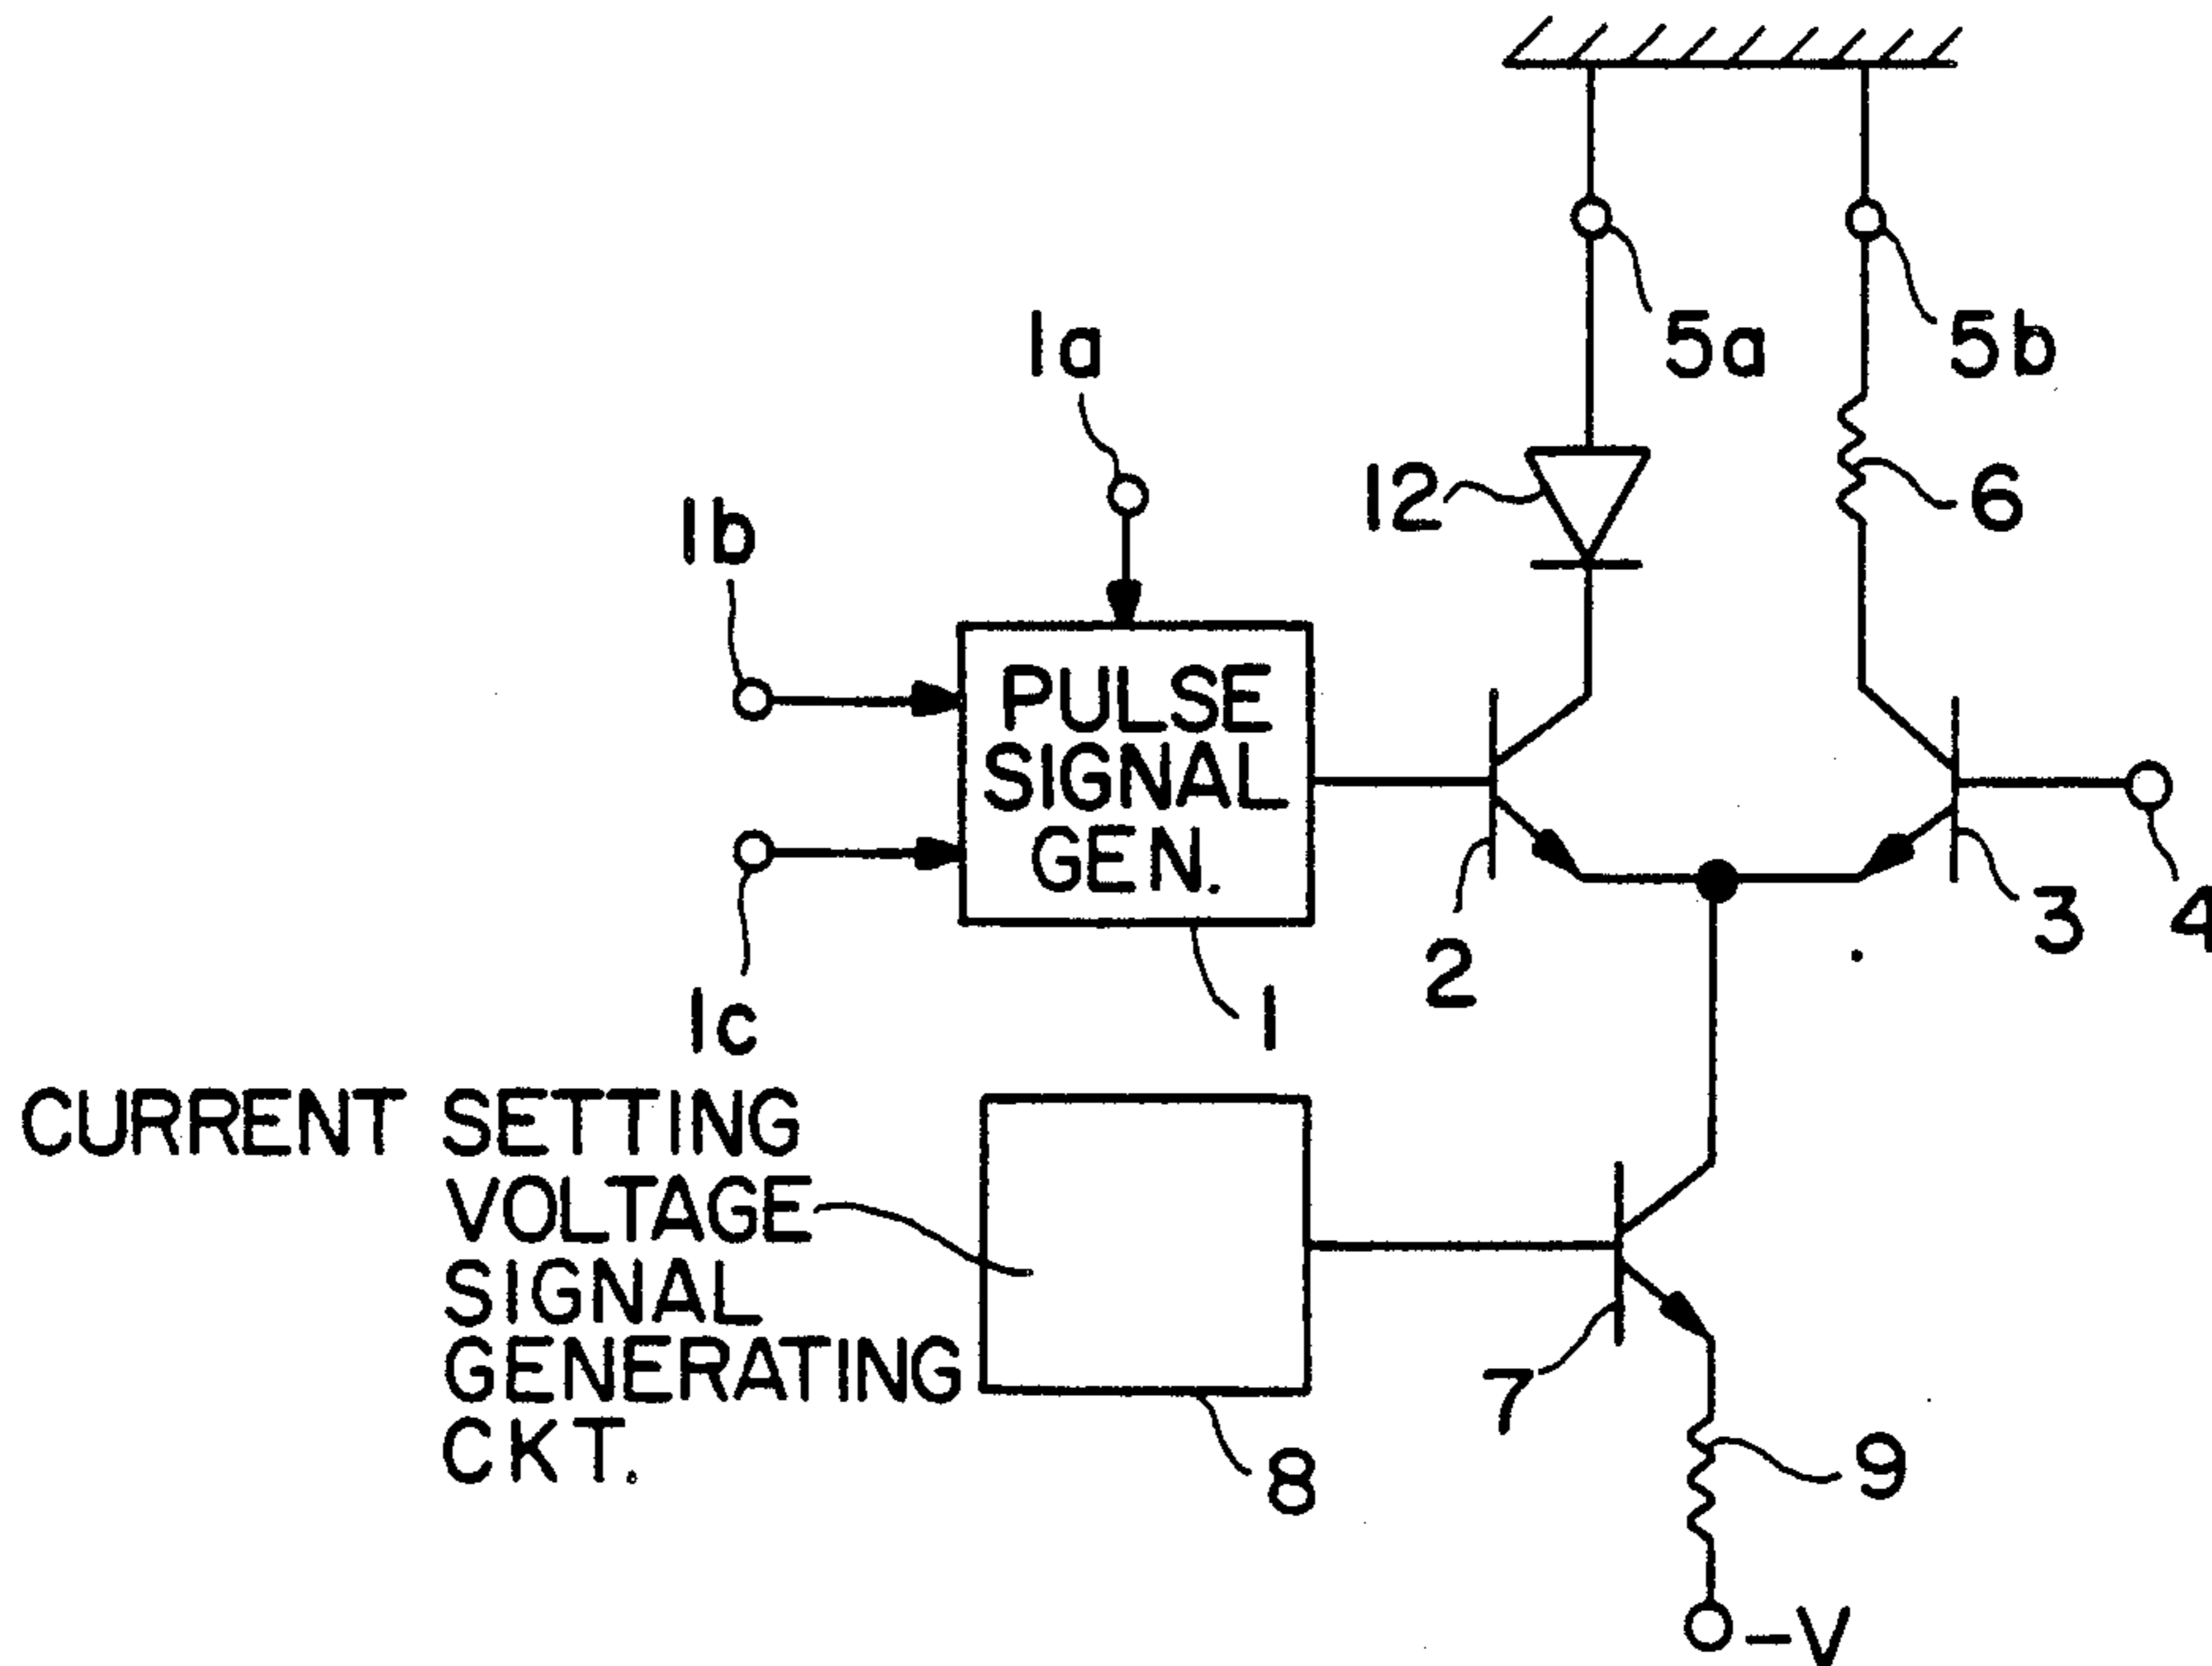 5a
5b
1a
12
6
1b
PULSE
SIGNAL
GEN.
2
3
4
1c
1
CURRENT SETTING
VOLTAGE
SIGNAL
GENERATING
CKT.
7
8
9
-V